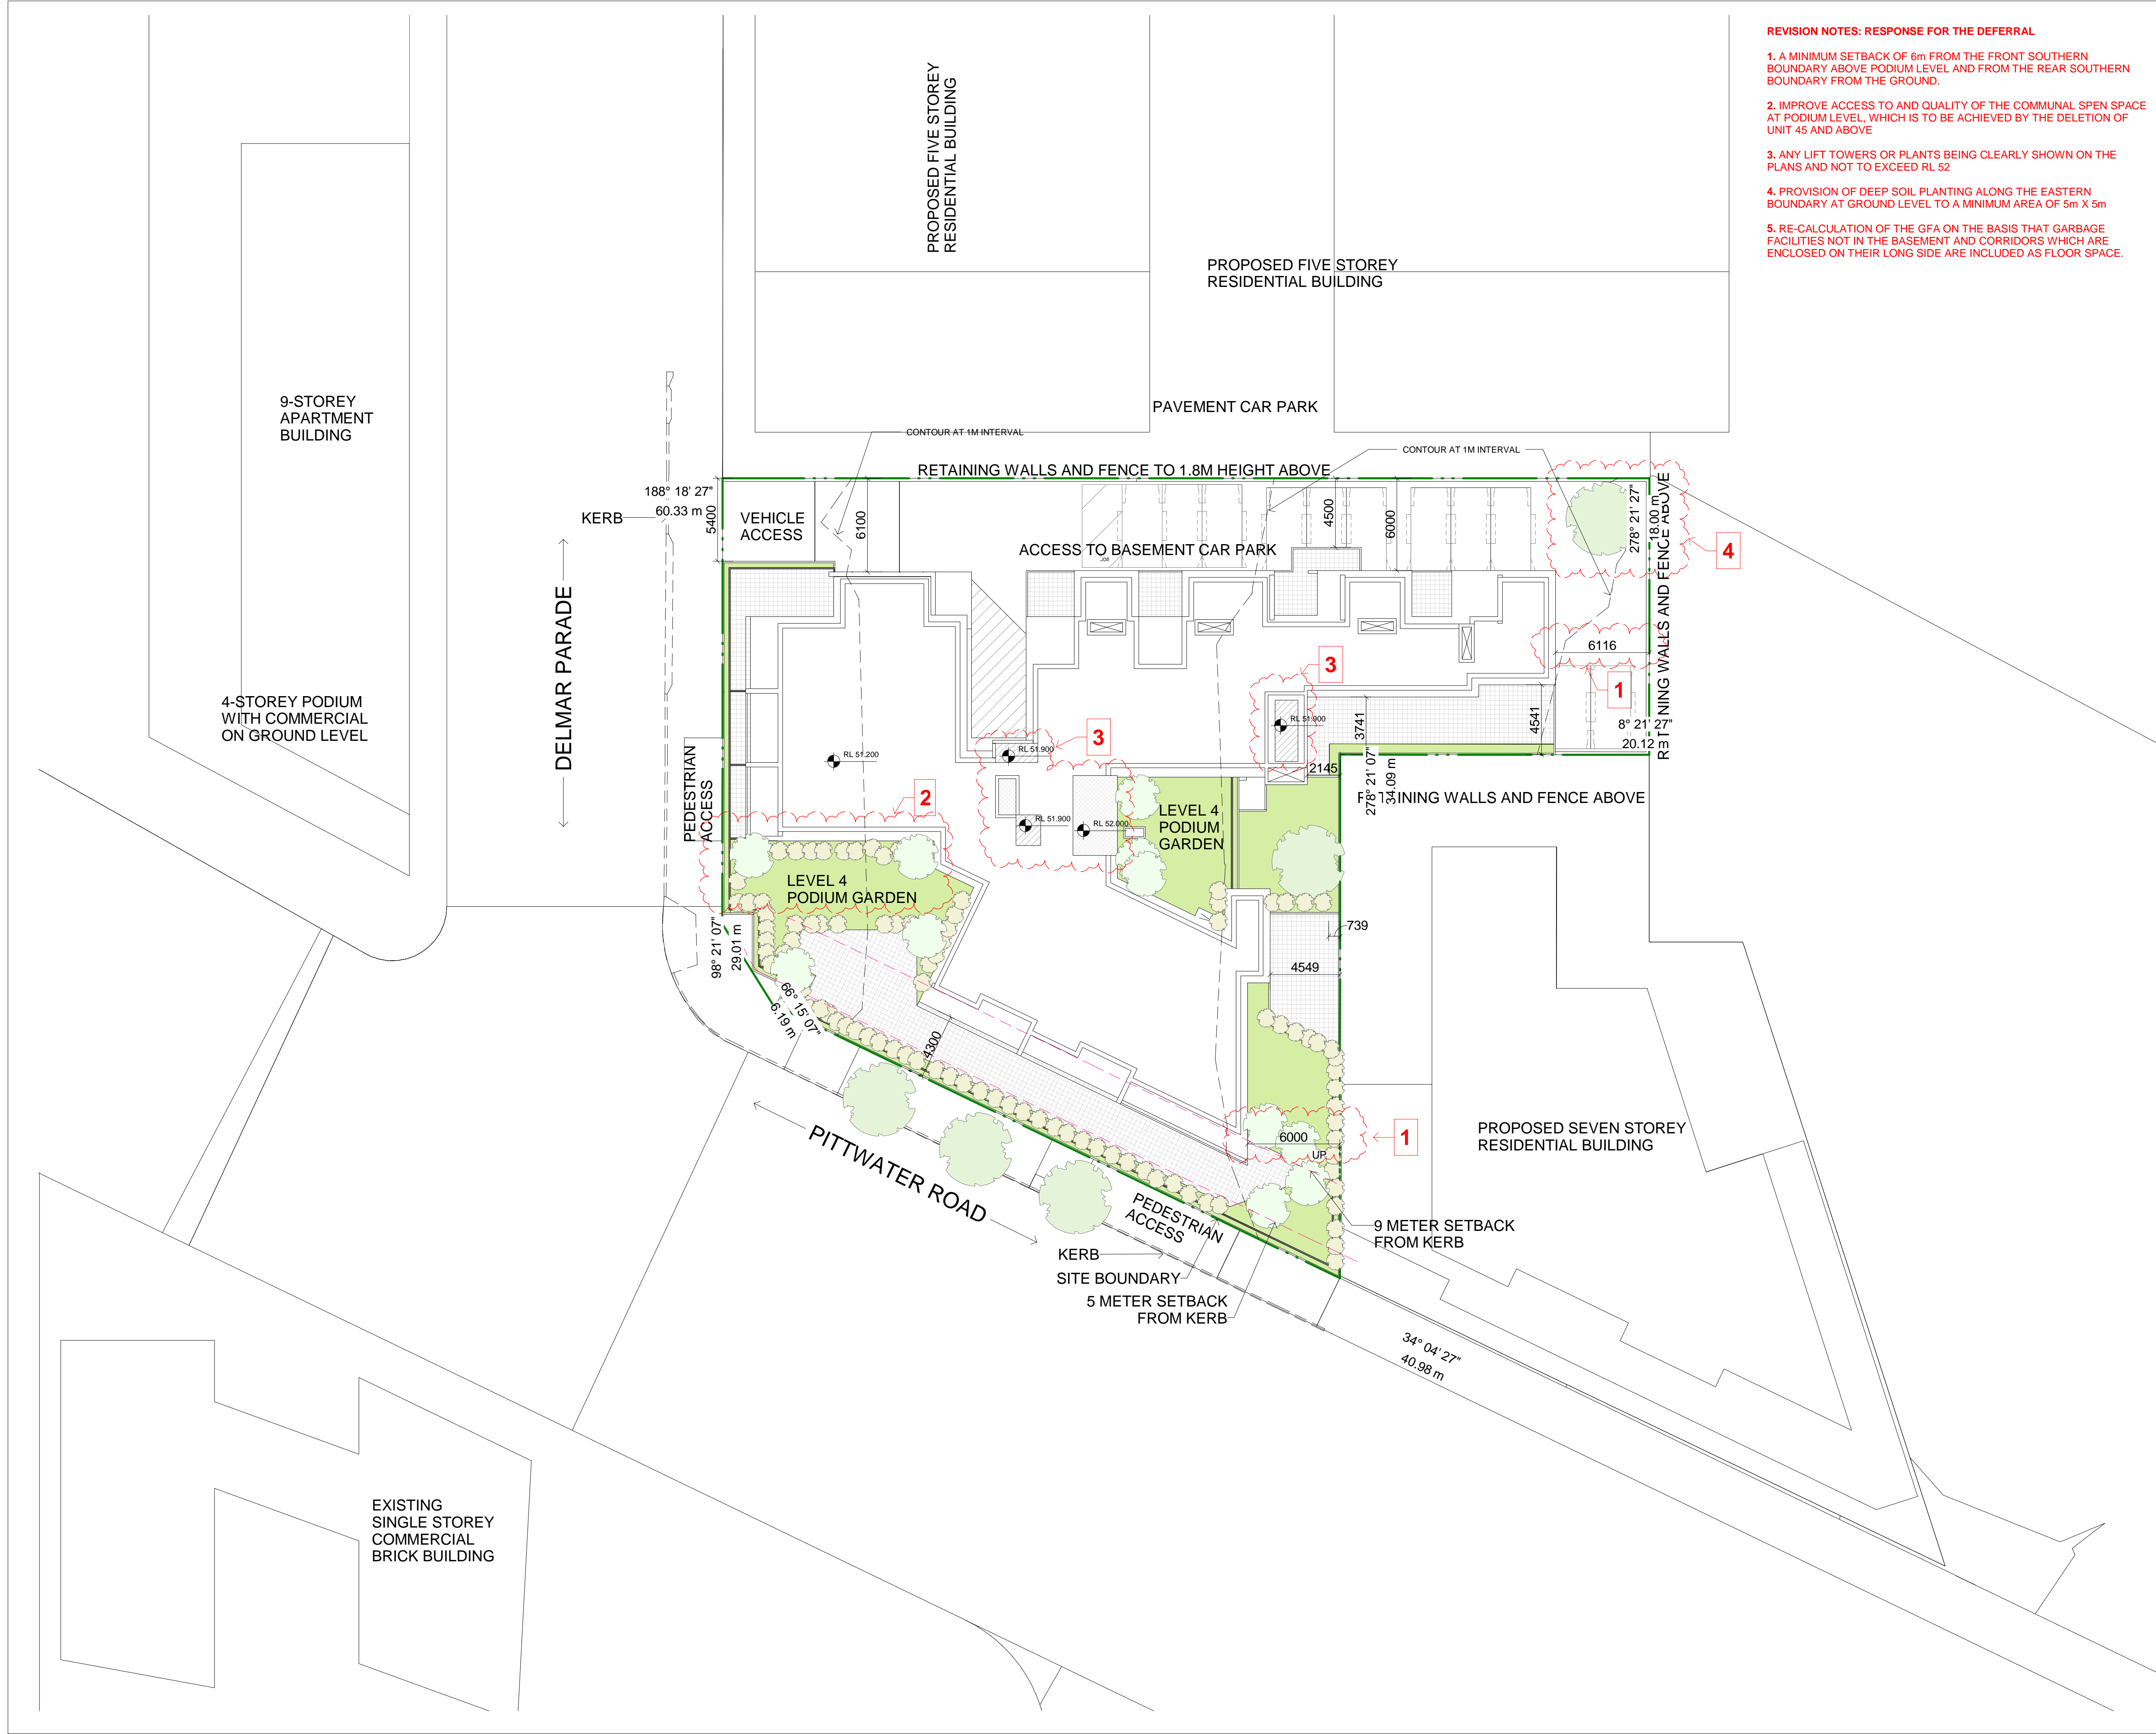 REVISION NOTES: RESPONSE FOR THE DEFERRAL
1. A MINIMUM SETBACK OF 6m FROM THE FRONT SOUTHERN
BOUNDARY ABOVE PODIUM LEVEL AND FROM THE REAR SOUTHERN
BOUNDARY FROM THE GROUND.
2. IMPROVE ACCESS TO AND QUALITY OF THE COMMUNAL SPEN SPACE
AT PODIUM LEVEL, WHICH IS TO BE ACHIEVED BY THE DELETION OF
UNIT 45 AND ABOVE
3. ANY LIFT TOWERS OR PLANTS BEING CLEARLY SHOWN ON THE
PLANS AND NOT TO EXCEED RL 52
4. PROVISION OF DEEP SOIL PLANTING ALONG THE EASTERN
BOUNDARY AT GROUND LEVEL TO A MINIMUM AREA OF 5m X 5m
5. RE-CALCULATION OF THE GFA ON THE BASIS THAT GARBAGE
FACILITIES NOT IN THE BASEMENT AND CORRIDORS WHICH ARE
ENCLOSED ON THEIR LONG SIDE ARE INCLUDED AS FLOOR SPACE.
PROPOSED FIVE STOREY
RESIDENTIAL BUILDING
PROPOSED FIVE STOREY
RESIDENTIAL BUILDING
9-STOREY
APARTMENT
BUILDING
PAVEMENT CAR PARK
CONTOUR AT 1M INTERVAL
CONTOUR AT 1M INTERVAL
RETAINING WALLS AND FENCE TO 1.8M HEIGHT ABOVE
188° 18' 27"
60.33 m
KERB
5400
VEHICLE
ACCESS
6100
4500
6000
ACCESS TO BASEMENT CAR PARK
278° 21' 27"
18.00 m
RETAINING WALLS AND FENCE ABOVE
4
DELMAR PARADE
6116
1
3
4-STOREY PODIUM
WITH COMMERCIAL
ON GROUND LEVEL
RL 51.900
3741
4541
8° 21' 27"
20.12 m
3
RL 51.900
RL 51.200
2145
278° 21' 07"
34.09 m
RETAINING WALLS AND FENCE ABOVE
PEDESTRIAN
ACCESS
2
RL 51.900
RL 52.000
LEVEL 4
PODIUM
GARDEN
LEVEL 4
PODIUM GARDEN
98° 21' 07"
29.01 m
739
4549
66° 15' 07"
6.19 m
4300
6000
1
UP
PROPOSED SEVEN STOREY
RESIDENTIAL BUILDING
PITTWATER ROAD
PEDESTRIAN
ACCESS
9 METER SETBACK
FROM KERB
KERB
SITE BOUNDARY
5 METER SETBACK
FROM KERB
34° 04' 27"
40.98 m
EXISTING
SINGLE STOREY
COMMERCIAL
BRICK BUILDING